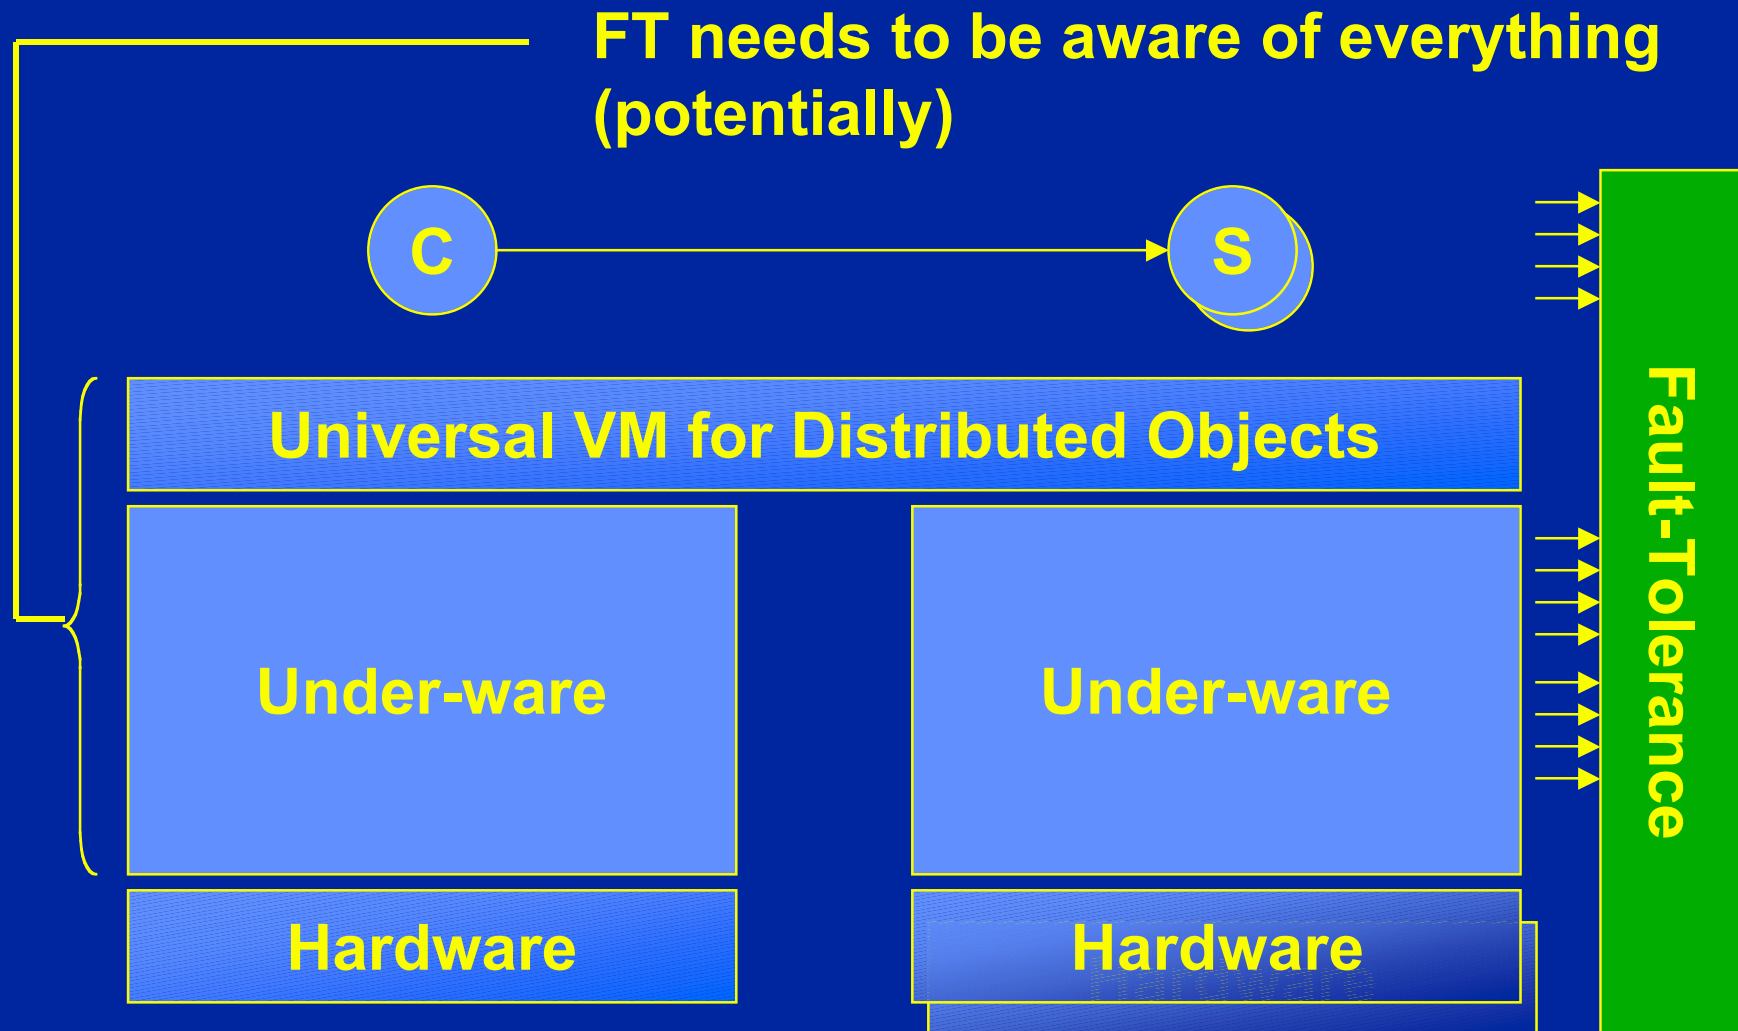 FT needs to be aware of everything
(potentially)
C
S
Universal VM for Distributed Objects
Under-ware
Under-ware
Hardware
Hardware
Hardware
Fault-Tolerance